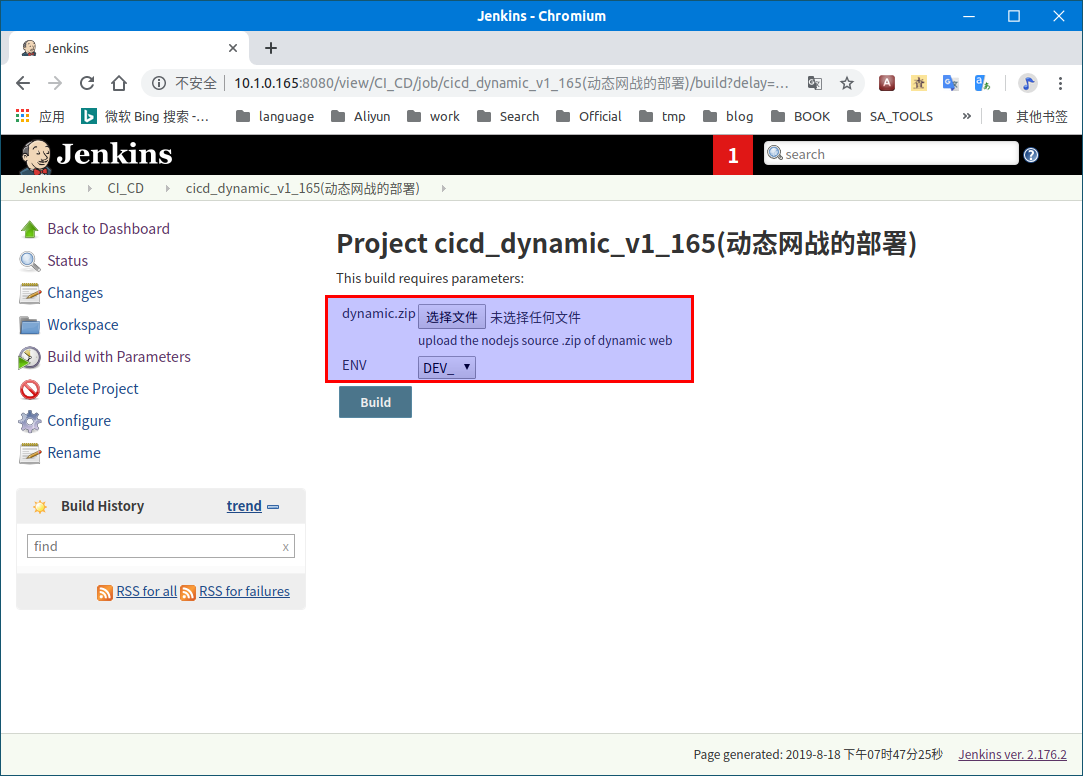 Jenkins - Chromium
Jenkins
不安全 10.1.0.165:8080/view/CI_CD/job/cicd_dynamic_v1_165(动态网战的部署)/build?delay=...
应用 微软 Bing 搜索 -... language Aliyun work Search Official tmp blog BOOK SA_TOOLS » 其他书签
Jenkins 1 search
Jenkins CI_CD cicd_dynamic_v1_165(动态网战的部署)
Back to Dashboard
Status
Changes
Workspace
Build with Parameters
Delete Project
Configure
Rename
Build History trend
find x
RSS for all RSS for failures
Project cicd_dynamic_v1_165(动态网战的部署)
This build requires parameters:
dynamic.zip 选择文件 未选择任何文件
upload the nodejs source .zip of dynamic web
ENV DEV_
Build
Page generated: 2019-8-18 下午07时47分25秒 Jenkins ver. 2.176.2